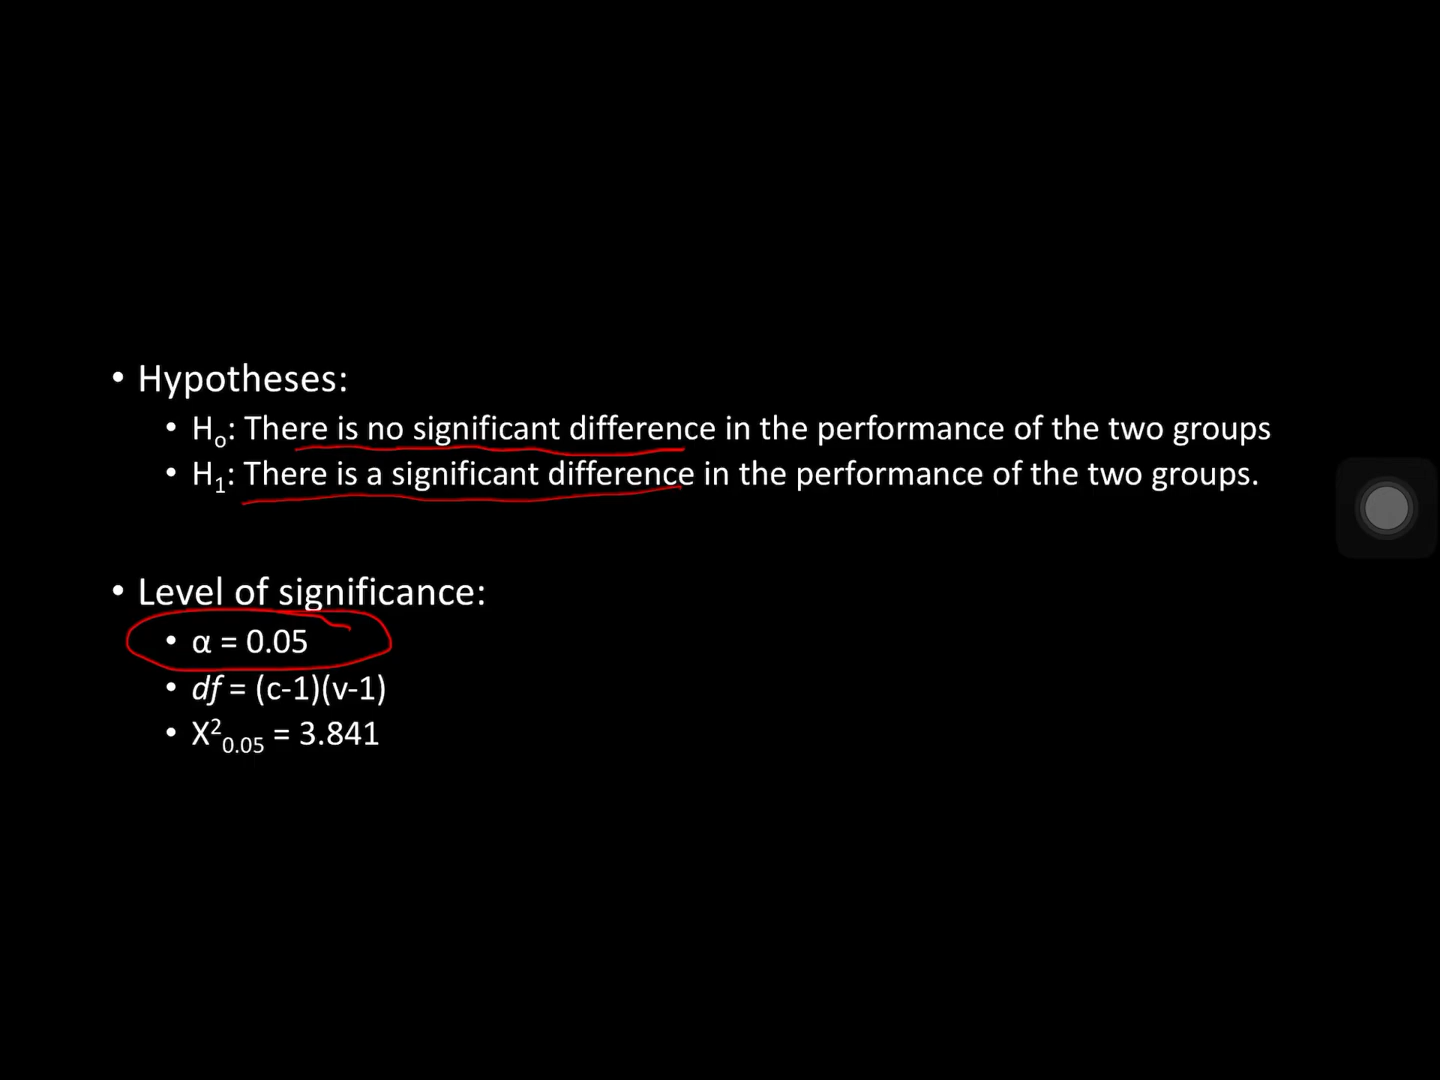 • Hypotheses:
• H₀: There is no significant difference in the performance of the two groups
• H₁: There is a significant difference in the performance of the two groups.
• Level of significance:
• α = 0.05
• df = (c-1)(v-1)
• X²₀.₀₅ = 3.841